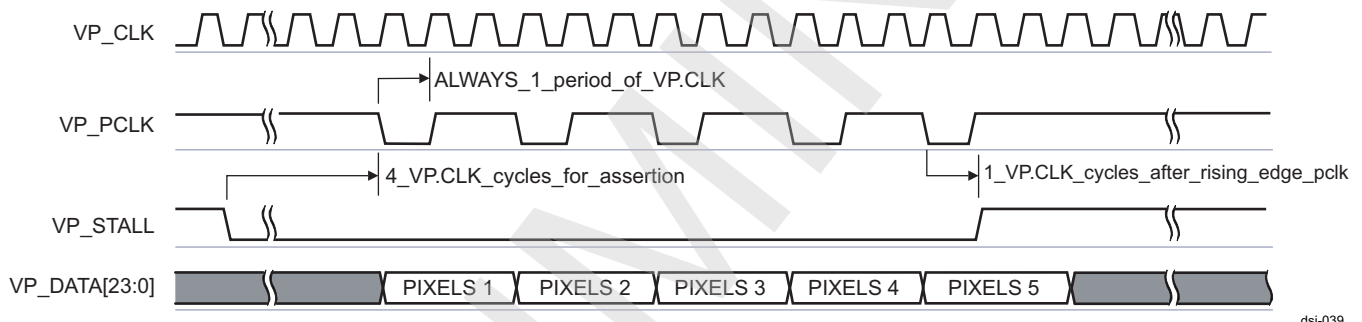 VP_CLK
ALWAYS_1_period_of_VP.CLK
VP_PCLK
4_VP.CLK_cycles_for_assertion
1_VP.CLK_cycles_after_rising_edge_pclk
VP_STALL
VP_DATA[23:0]
PIXELS 1 PIXELS 2 PIXELS 3 PIXELS 4 PIXELS 5
dsi-039